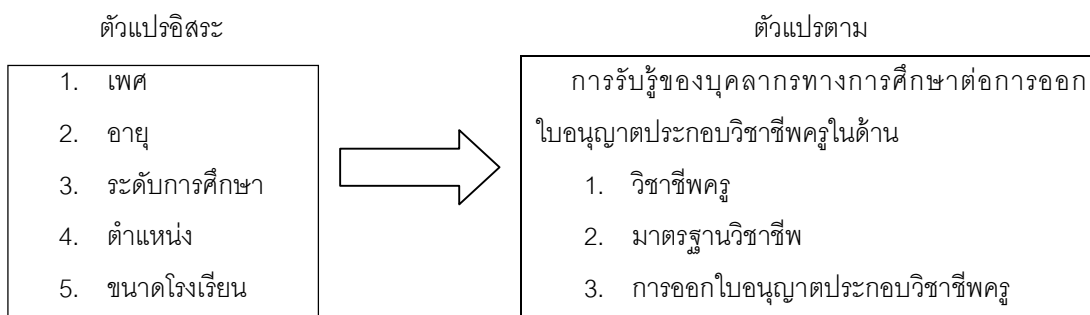 ตัวแปรอิสระ
1. เพศ
2. อายุ
3. ระดับการศึกษา
4. ตำแหน่ง
5. ขนาดโรงเรียน
ตัวแปรตาม
การรับรู้ของบุคลากรทางการศึกษาต่อการออก
ใบอนุญาตประกอบวิชาชีพครูในด้าน
1. วิชาชีพครู
2. มาตรฐานวิชาชีพ
3. การออกใบอนุญาตประกอบวิชาชีพครู